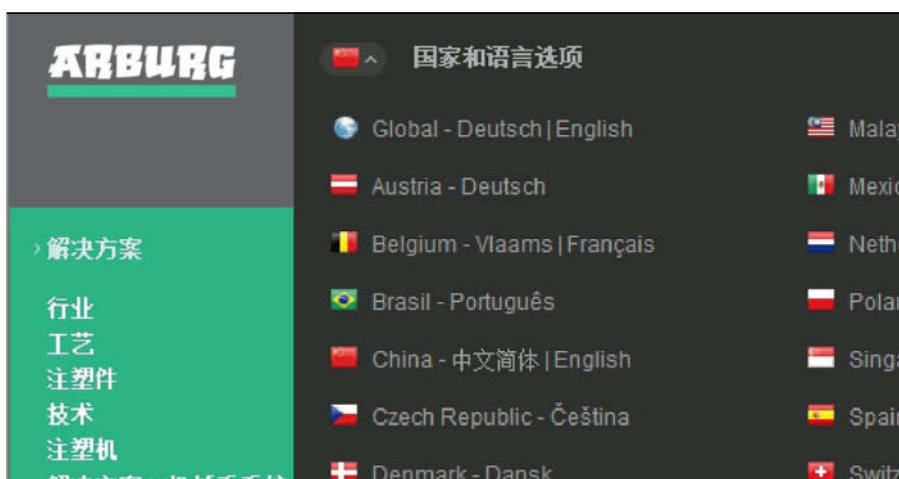 ARBURG
国家和语言选项
Global - Deutsch | English
Austria - Deutsch
Belgium - Vlaams | Français
Brasil - Português
China - 中文简体 | English
Czech Republic - Čeština
Denmark - Dansk
› 解决方案
行业
工艺
注塑件
技术
注塑机